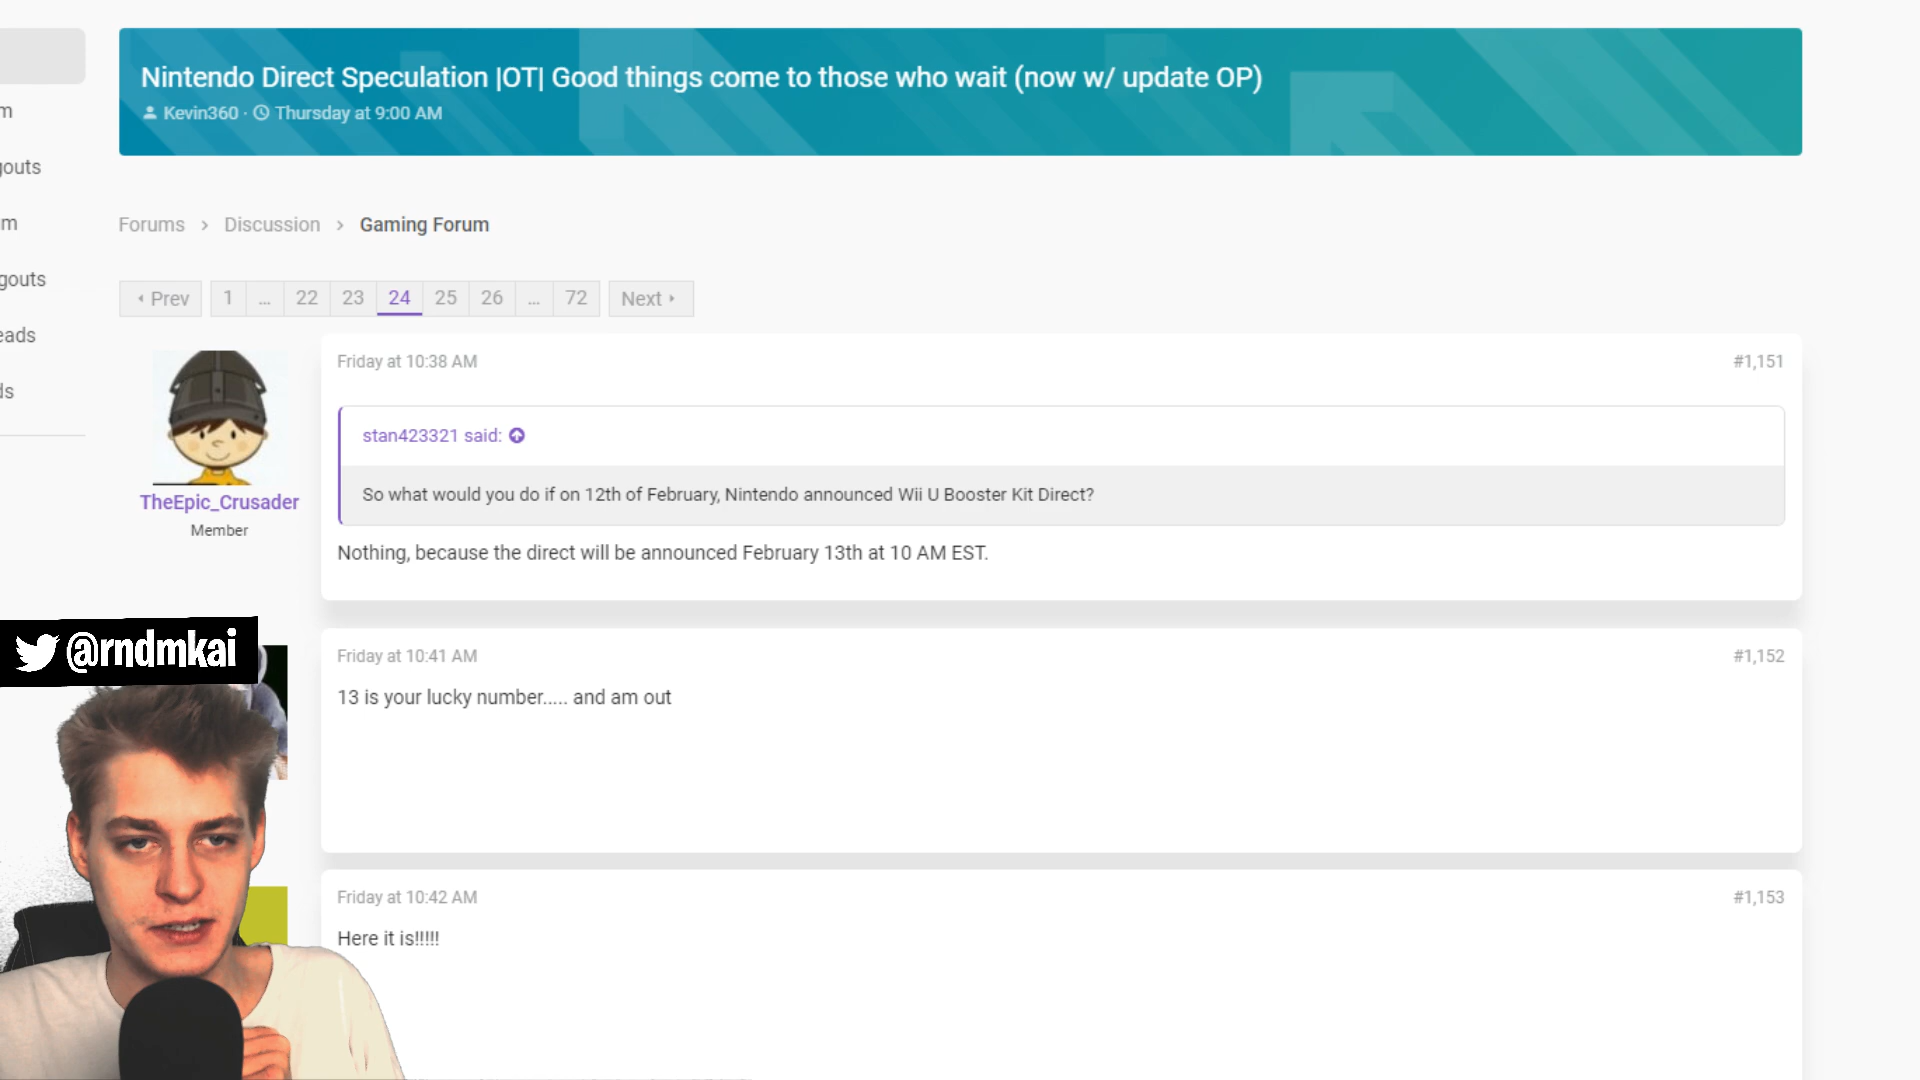 Nintendo Direct Speculation |OT| Good things come to those who wait (now w/ update OP)
Kevin360 · Thursday at 9:00 AM
m
gouts
m
gouts
eads
ds
Forums › Discussion › Gaming Forum
Prev 1 ... 22 23 24 25 26 ... 72 Next
TheEpic_Crusader
Member
Friday at 10:38 AM #1,151
stan423321 said:
So what would you do if on 12th of February, Nintendo announced Wii U Booster Kit Direct?
Nothing, because the direct will be announced February 13th at 10 AM EST.
@rndmkai
Friday at 10:41 AM #1,152
13 is your lucky number..... and am out
Friday at 10:42 AM #1,153
Here it is!!!!!